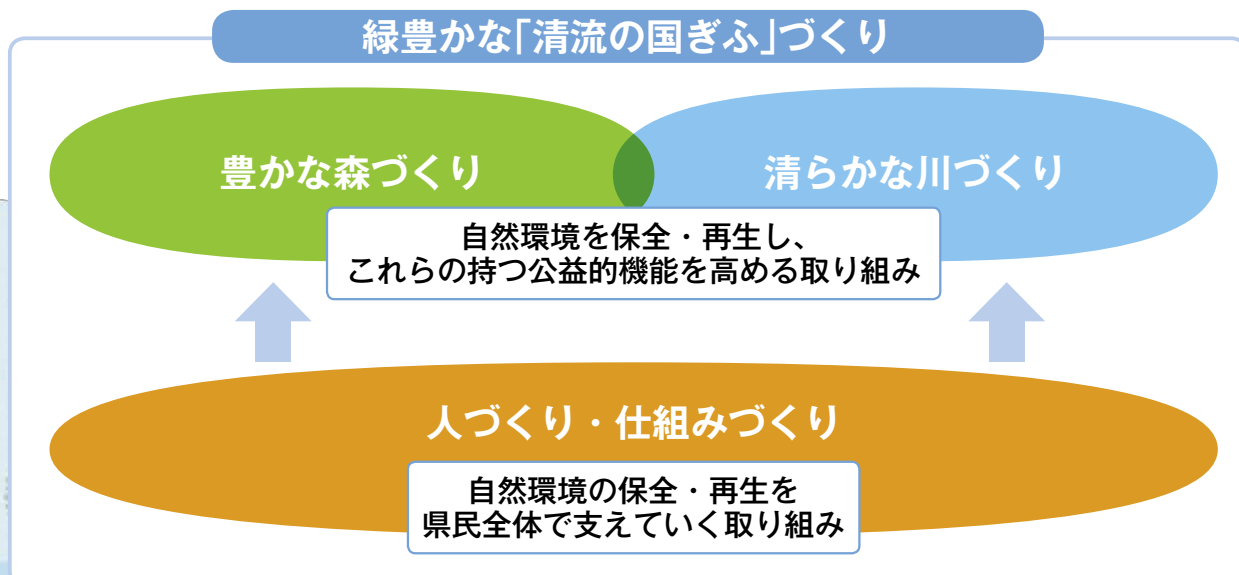 緑豊かな｢清流の国ぎふ｣づくり
豊かな森づくり
清らかな川づくり
自然環境を保全・再生し、
これらの持つ公益的機能を高める取り組み
人づくり・仕組みづくり
自然環境の保全・再生を
県民全体で支えていく取り組み